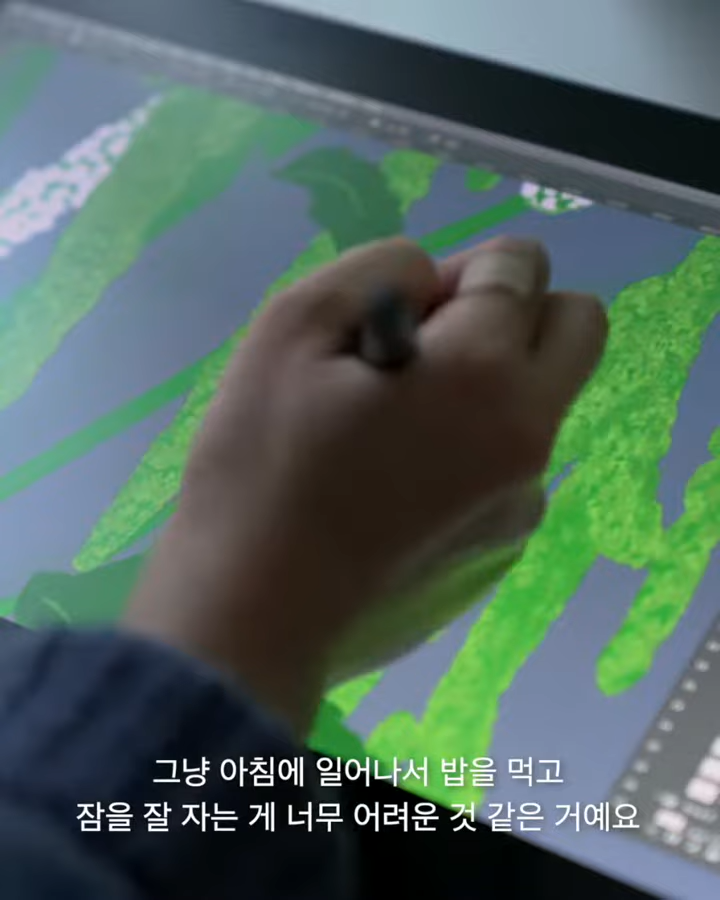 그냥 아침에 일어나서 밥을 먹고
잠을 잘 자는 게 너무 어려운 것 같은 거예요